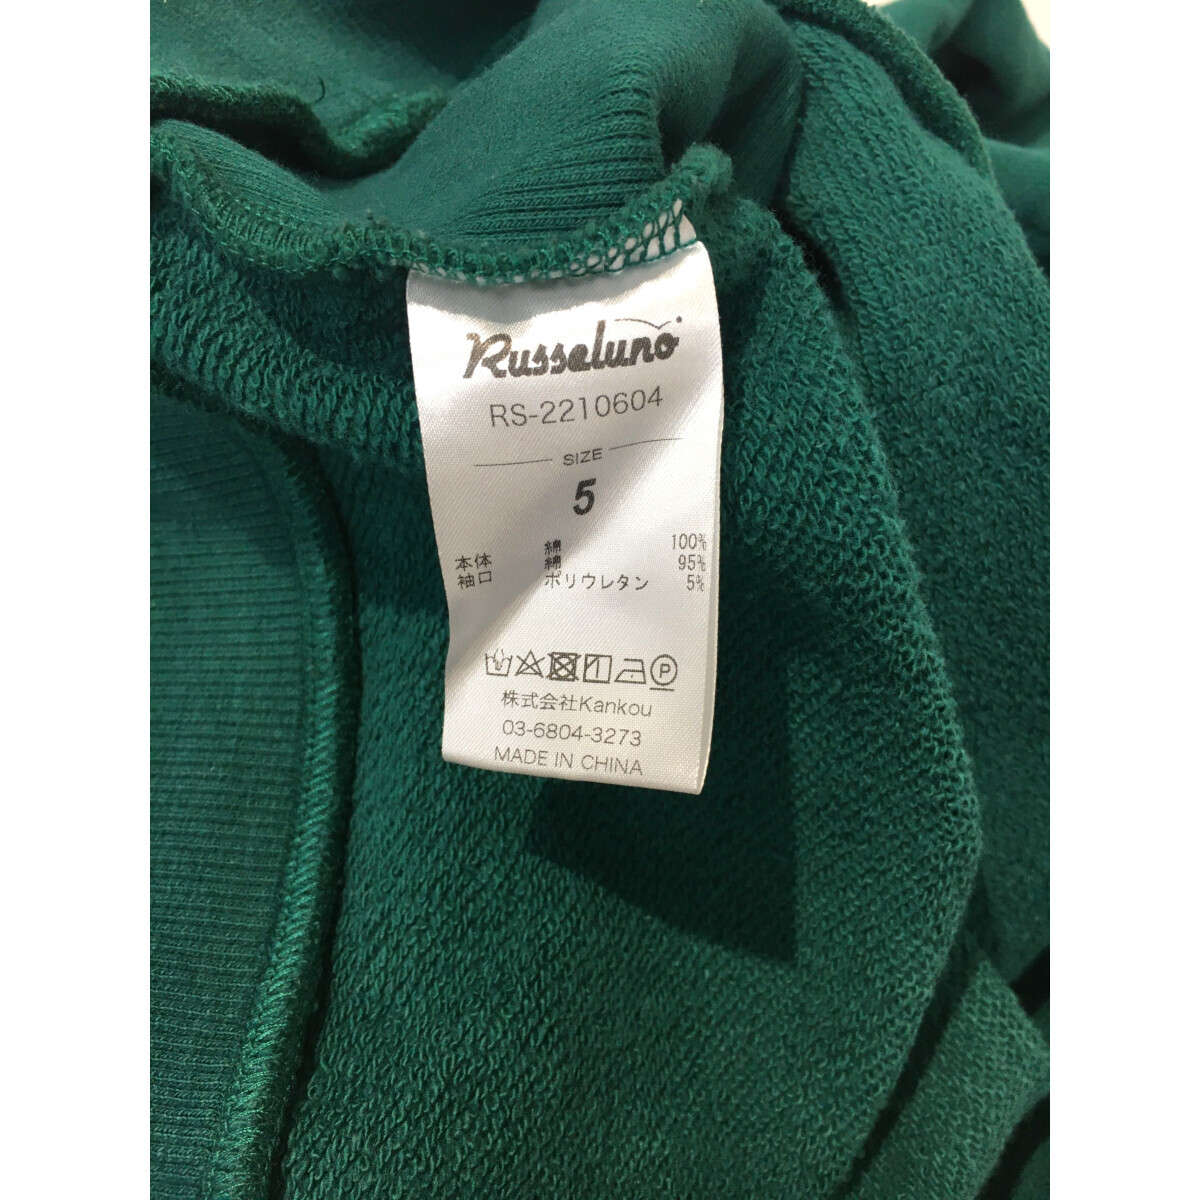 Russeluno
RS-2210604
SIZE
5
綿 100%
本体 綿 95%
袖口 ポリウレタン 5%
P
株式会社Kankou
03-6804-3273
MADE IN CHINA